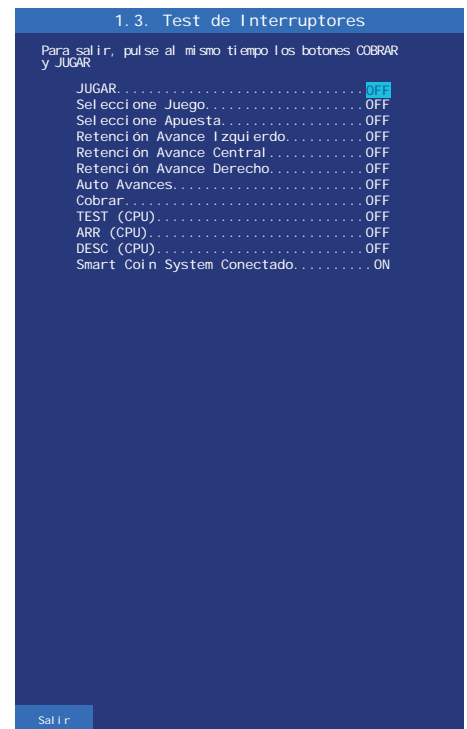 1.3. Test de Interruptores
Para salir, pulse al mismo tiempo los botones COBRAR
y JUGAR
JUGAR...............................OFF
Seleccione Juego....................OFF
Seleccione Apuesta..................OFF
Retención Avance Izquierdo..........OFF
Retención Avance Central............OFF
Retención Avance Derecho............OFF
Auto Avances........................OFF
Cobrar..............................OFF
TEST (CPU)..........................OFF
ARR (CPU)...........................OFF
DESC (CPU)..........................OFF
Smart Coin System Conectado..........ON
Salir